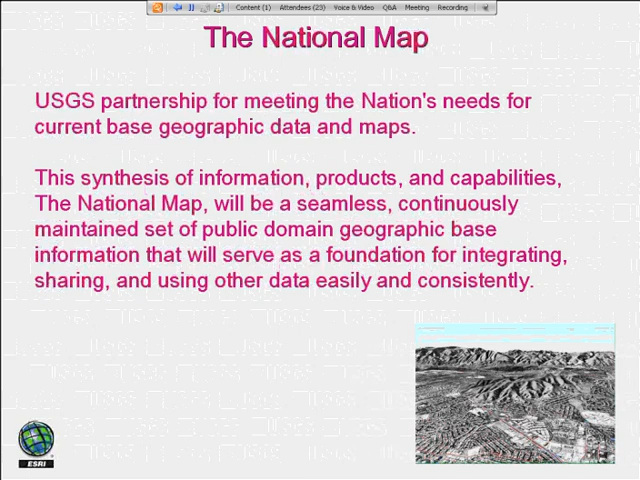 Content (1) Attendees (23) Voice & Video Q&A Meeting Recording
The National Map
USGS partnership for meeting the Nation's needs for
current base geographic data and maps.
This synthesis of information, products, and capabilities,
The National Map, will be a seamless, continuously
maintained set of public domain geographic base
information that will serve as a foundation for integrating,
sharing, and using other data easily and consistently.
ESRI